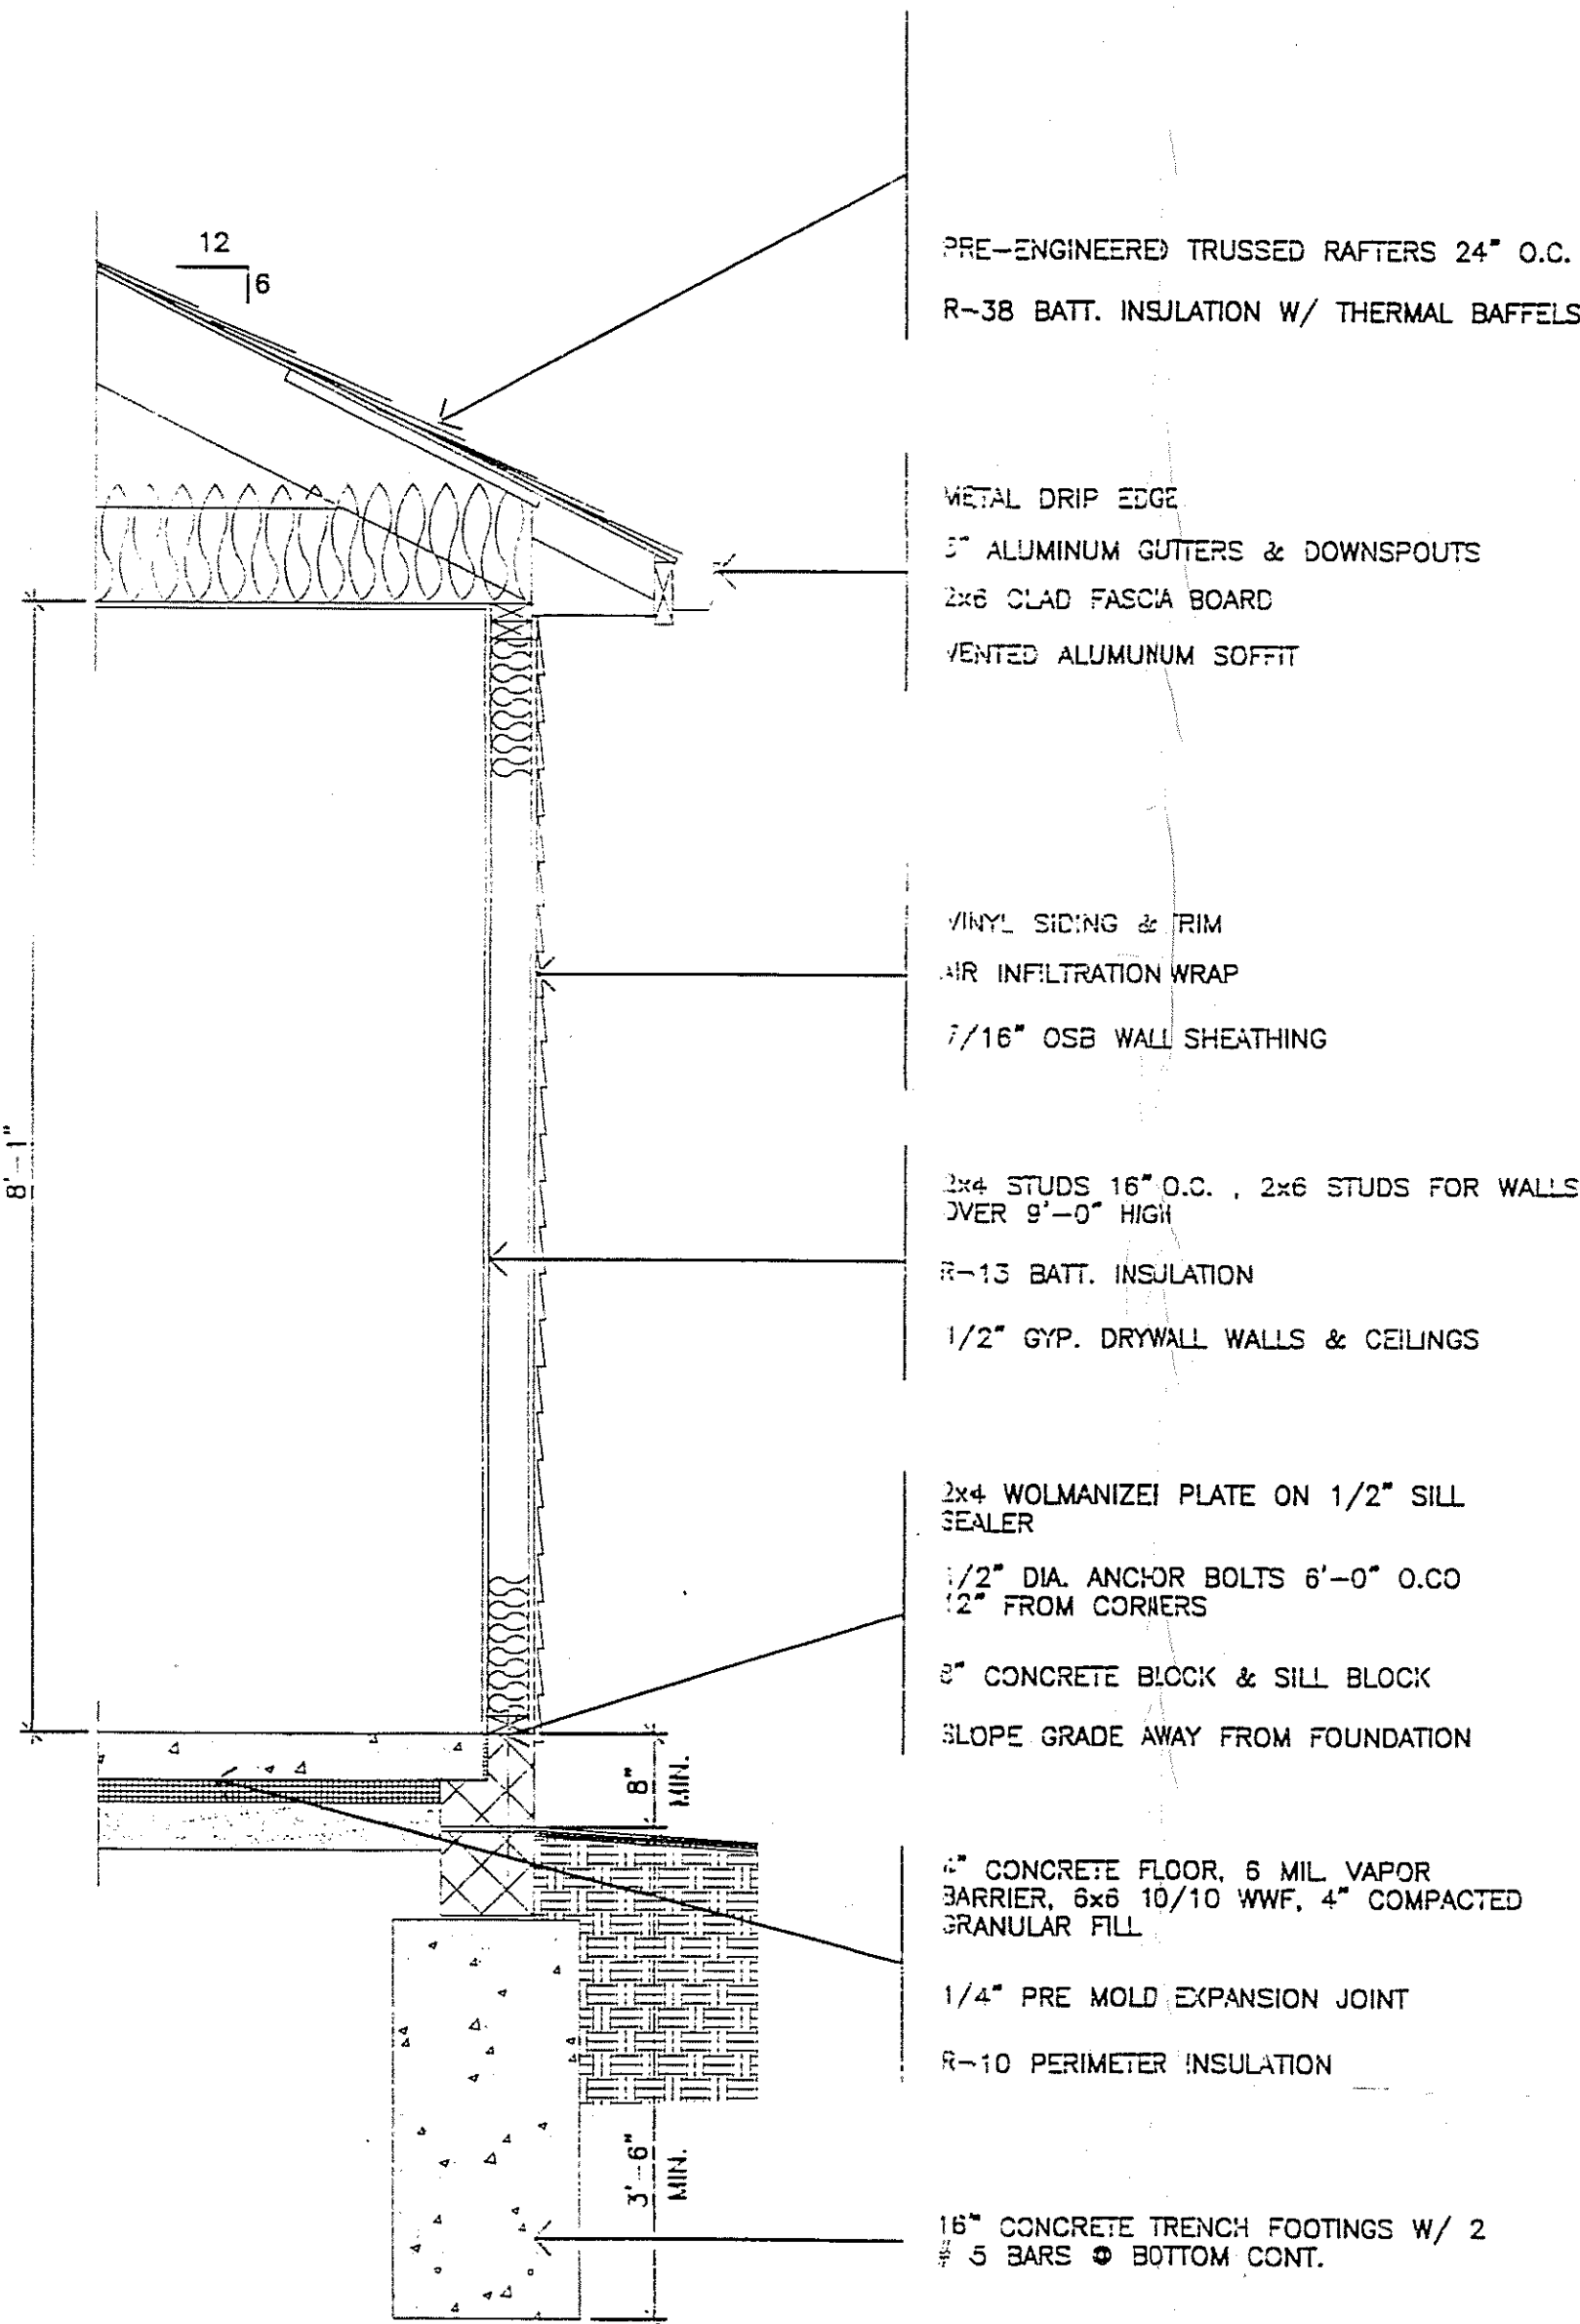 12
6
PRE-ENGINEERED TRUSSED RAFTERS 24" O.C.
R-38 BATT. INSULATION W/ THERMAL BAFFELS
METAL DRIP EDGE
5" ALUMINUM GUTTERS & DOWNSPOUTS
2x6 CLAD FASCIA BOARD
VENTED ALUMUNUM SOFFIT
VINYL SIDING & TRIM
AIR INFILTRATION WRAP
7/16" OSB WALL SHEATHING
8'-1"
2x4 STUDS 16" O.C. , 2x6 STUDS FOR WALLS
OVER 9'-0" HIGH
R-13 BATT. INSULATION
1/2" GYP. DRYWALL WALLS & CEILINGS
2x4 WOLMANIZED PLATE ON 1/2" SILL
SEALER
1/2" DIA. ANCHOR BOLTS 6'-0" O.CO
12" FROM CORNERS
8" CONCRETE BLOCK & SILL BLOCK
SLOPE GRADE AWAY FROM FOUNDATION
8"
MIN.
4" CONCRETE FLOOR, 6 MIL VAPOR
BARRIER, 6x6 10/10 WWF, 4" COMPACTED
GRANULAR FILL
1/4" PRE MOLD EXPANSION JOINT
R-10 PERIMETER INSULATION
3'-6"
MIN.
16" CONCRETE TRENCH FOOTINGS W/ 2
# 5 BARS @ BOTTOM CONT.